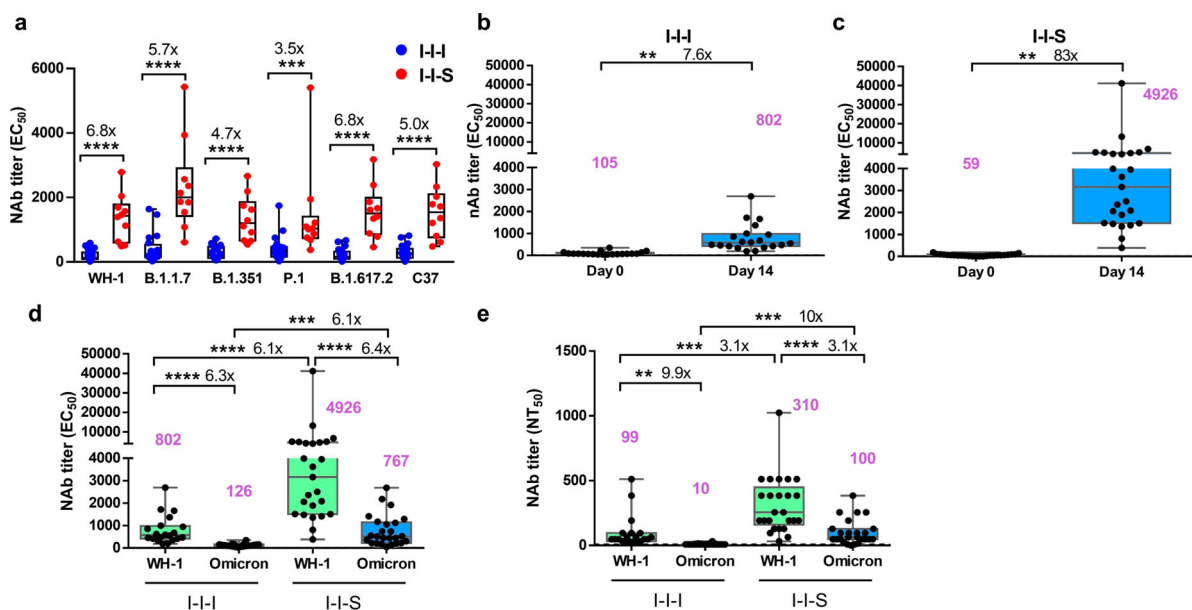 a
5.7x
****
3.5x
***
I-I-I
I-I-S
6.8x
****
4.7x
****
6.8x
****
5.0x
****
NAb titer (EC50)
6000
4000
2000
0
WH-1 B.1.1.7 B.1.351 P.1 B.1.617.2 C37
b
I-I-I
** 7.6x
nAb titer (EC50)
50000
40000
30000
20000
10000
4000
3000
2000
1000
0
105
802
Day 0 Day 14
c
I-I-S
** 83x
NAb titer (EC50)
50000
40000
30000
20000
10000
4000
3000
2000
1000
0
59
4926
Day 0 Day 14
d
*** 6.1x
**** 6.1x
**** 6.4x
**** 6.3x
NAb titer (EC50)
50000
40000
30000
20000
10000
4000
3000
2000
1000
0
802
126
4926
767
WH-1 Omicron WH-1 Omicron
I-I-I I-I-S
e
*** 10x
*** 3.1x
**** 3.1x
** 9.9x
NAb titer (NT50)
1500
1000
500
0
99
10
310
100
WH-1 Omicron WH-1 Omicron
I-I-I I-I-S